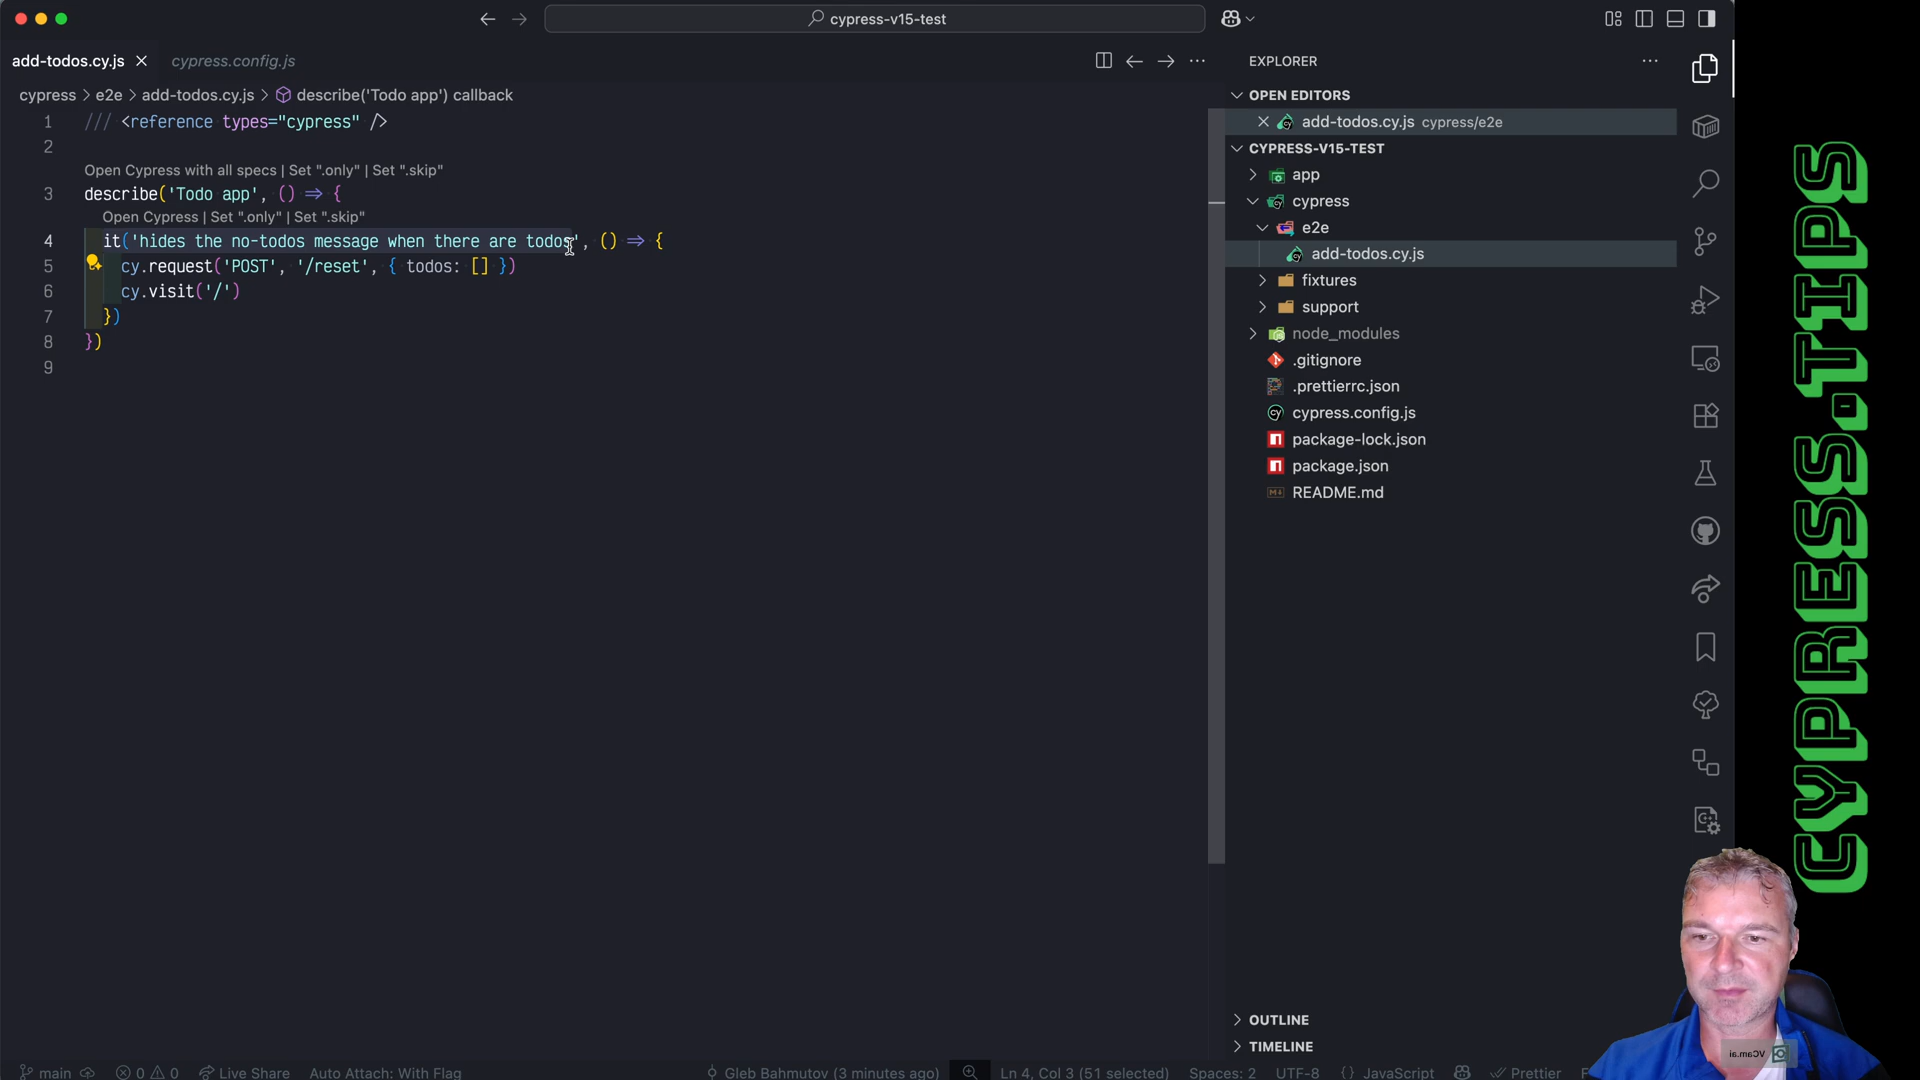 cypress-v15-test
add-todos.cy.js
cypress.config.js
cypress > e2e > add-todos.cy.js > describe('Todo app') callback
1 /// <reference types="cypress" />
2
Open Cypress with all specs | Set ".only" | Set ".skip"
3 describe('Todo app', () => {
Open Cypress | Set ".only" | Set ".skip"
4 it('hides the no-todos message when there are todos', () => {
5 cy.request('POST', '/reset', { todos: [] })
6 cy.visit('/')
7 })
8 })
9
EXPLORER
OPEN EDITORS
add-todos.cy.js cypress/e2e
CYPRESS-V15-TEST
app
cypress
e2e
add-todos.cy.js
fixtures
support
node_modules
.gitignore
.prettierrc.json
cypress.config.js
package-lock.json
package.json
README.md
OUTLINE
TIMELINE
CYPRESS.TIPS
VCam.ai
main 0 0 Live Share Auto Attach: With Flag Gleb Bahmutov (3 minutes ago) Ln 4, Col 3 (51 selected) Spaces: 2 UTF-8 {} JavaScript Prettier